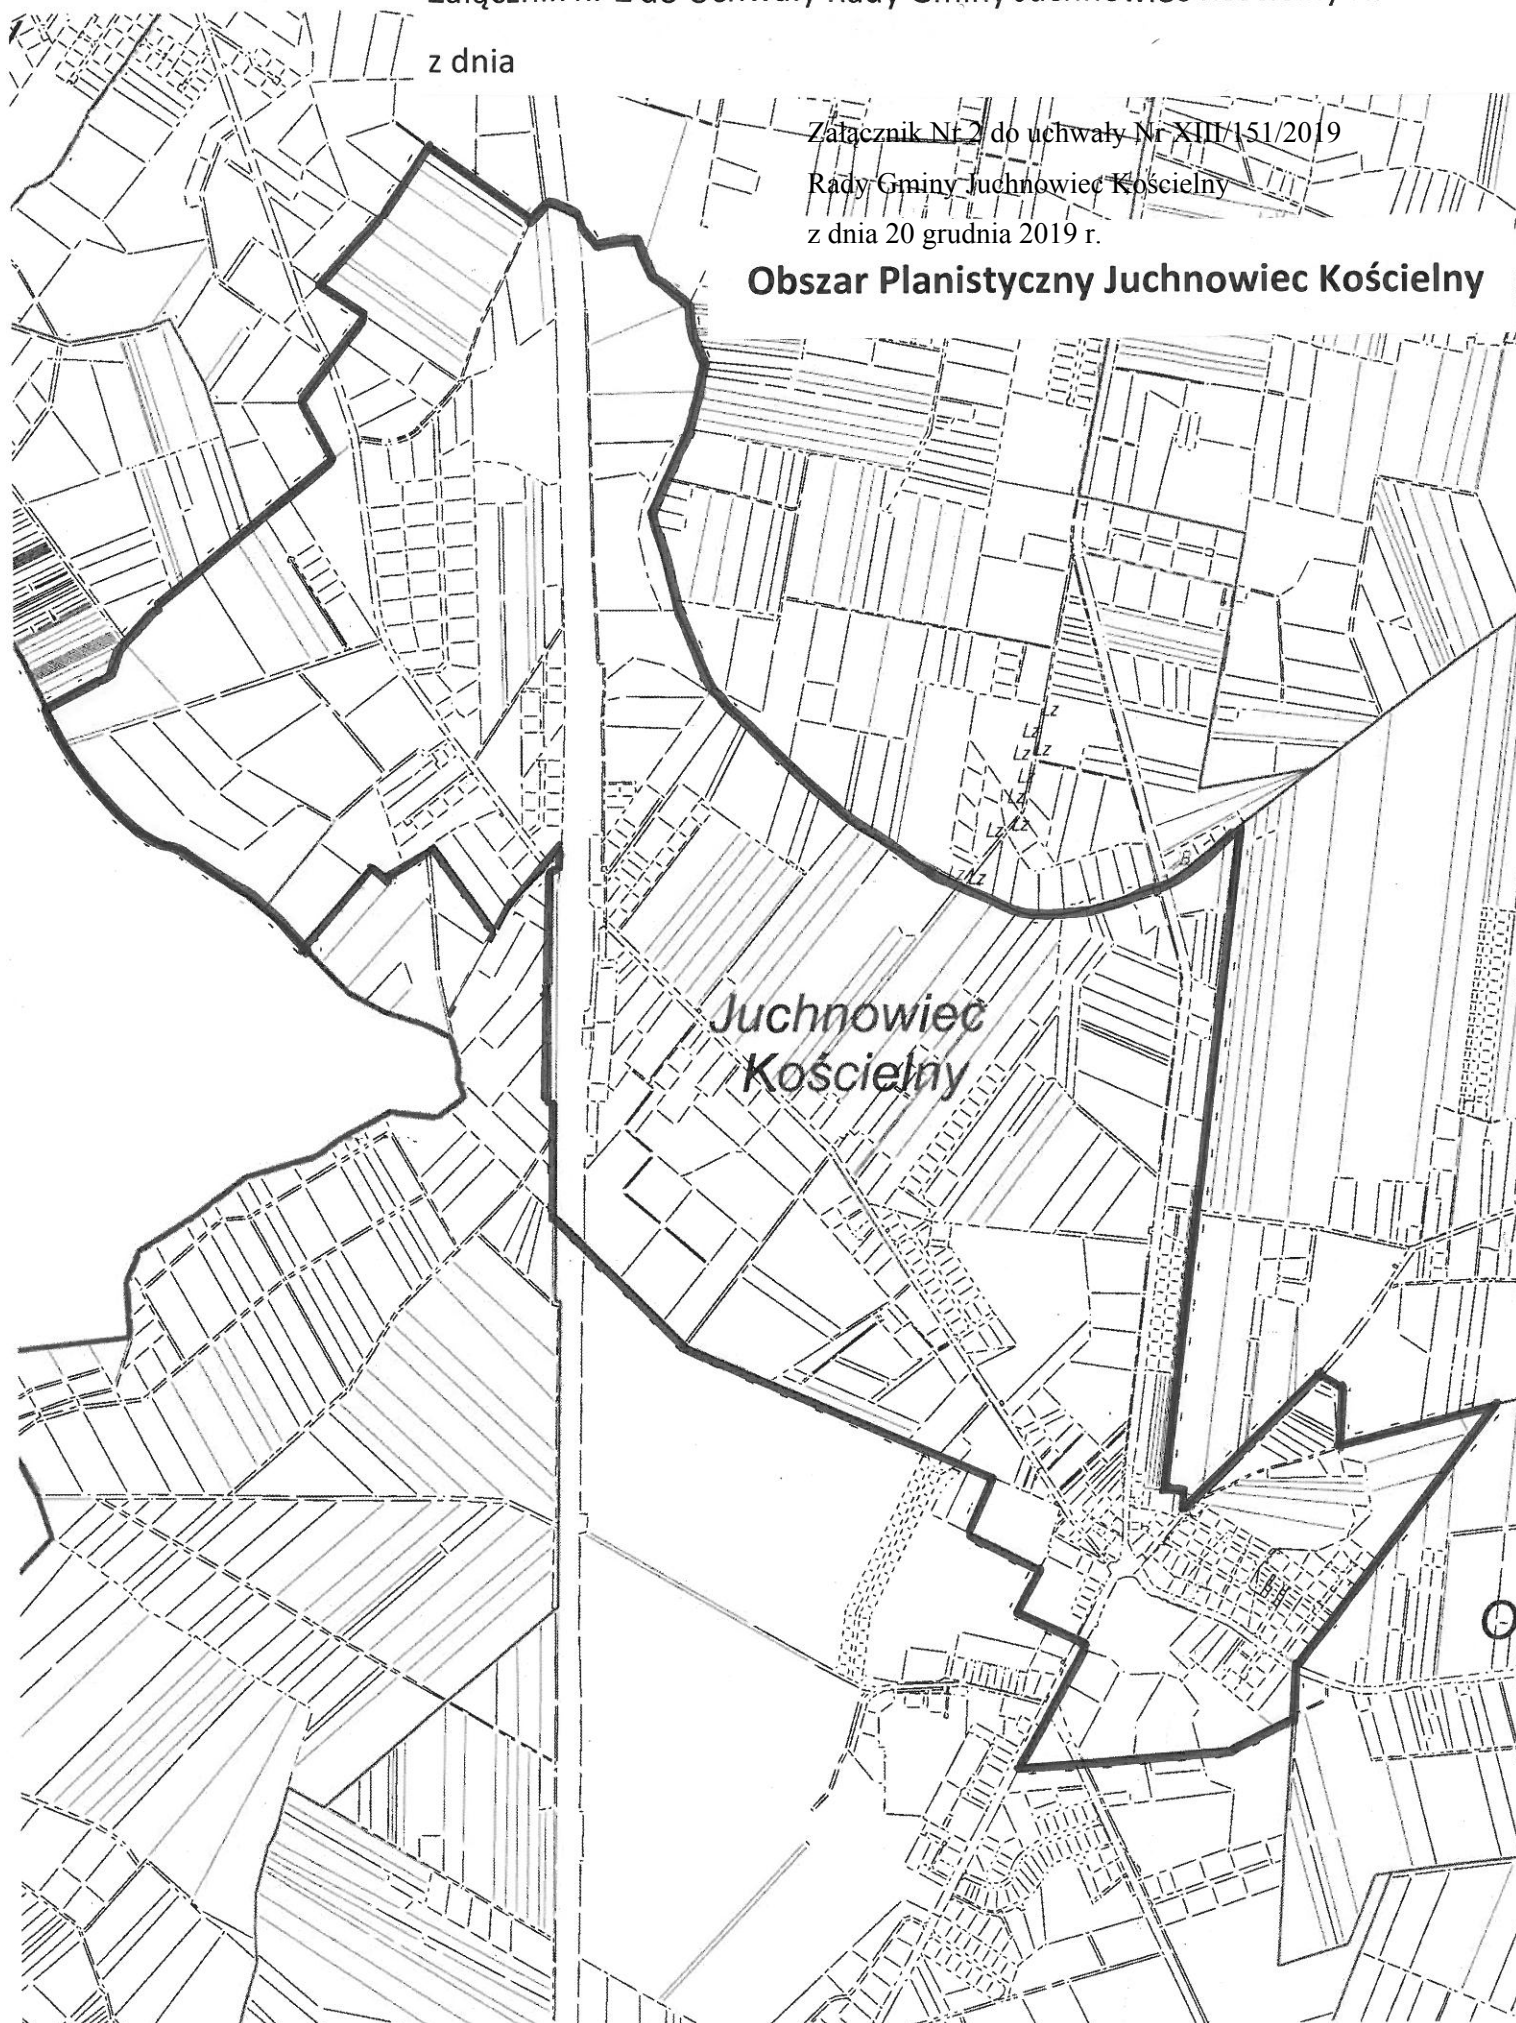 z dnia
Załącznik Nr 2 do uchwały Nr XIII/151/2019
Rady Gminy Juchnowiec Kościelny
z dnia 20 grudnia 2019 r.
Obszar Planistyczny Juchnowiec Kościelny
Lz
Lz
Lz Lz
Lz
Lz
Lz Lz
B
Lz Lz
Juchnowiec
Kościelny
O